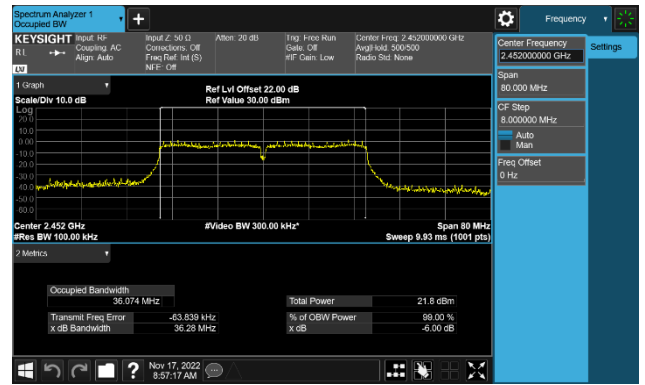 Spectrum Analyzer 1
Occupied BW
Frequency
KEYSIGHT
RL
LXI
Input: RF
Coupling: AC
Align: Auto
Input Z: 50 Ω
Corrections: Off
Freq Ref: Int (S)
NFE: Off
Atten: 20 dB
Trig: Free Run
Gate: Off
#IF Gain: Low
Center Freq: 2.452000000 GHz
Avg|Hold: 500/500
Radio Std: None
Center Frequency
2.452000000 GHz
Settings
Span
80.000 MHz
CF Step
8.000000 MHz
Auto
Man
Freq Offset
0 Hz
1 Graph
Scale/Div 10.0 dB
Ref Lvl Offset 22.00 dB
Ref Value 30.00 dBm
Log
20.0
10.0
0.00
-10.0
-20.0
-30.0
-40.0
-50.0
-60.0
Center 2.452 GHz
#Res BW 100.00 kHz
#Video BW 300.00 kHz*
Span 80 MHz
Sweep 9.93 ms (1001 pts)
2 Metrics
Occupied Bandwidth
36.074 MHz
Total Power 21.8 dBm
Transmit Freq Error -63.839 kHz
% of OBW Power 99.00 %
x dB Bandwidth 36.28 MHz
x dB -6.00 dB
Nov 17, 2022
8:57:17 AM